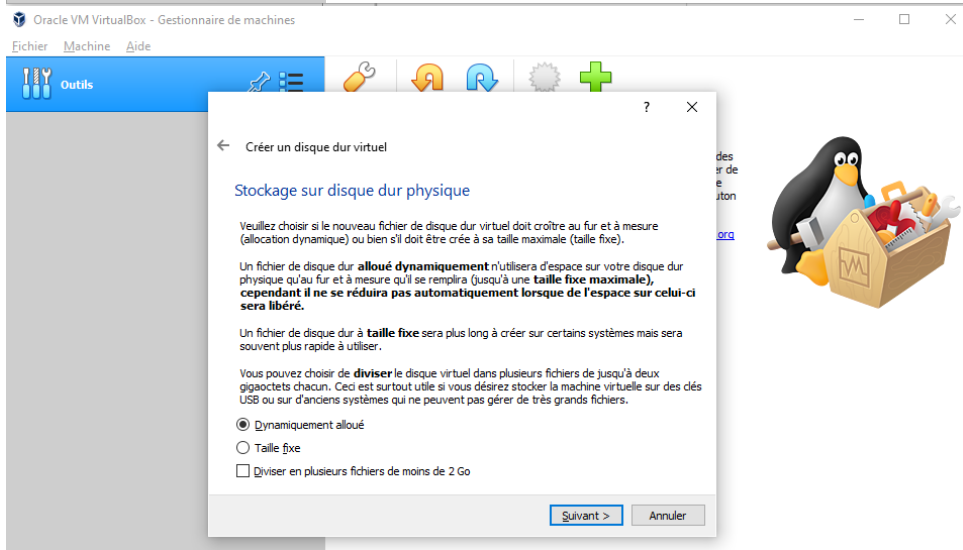 Oracle VM VirtualBox - Gestionnaire de machines
Fichier Machine Aide
Outils
?
Créer un disque dur virtuel
des
er de
e
uton
.org
Stockage sur disque dur physique
Veuillez choisir si le nouveau fichier de disque dur virtuel doit croître au fur et à mesure
(allocation dynamique) ou bien s'il doit être crée à sa taille maximale (taille fixe).
Un fichier de disque dur alloué dynamiquement n'utilisera d'espace sur votre disque dur
physique qu'au fur et à mesure qu'il se remplira (jusqu'à une taille fixe maximale),
cependant il ne se réduira pas automatiquement lorsque de l'espace sur celui-ci
sera libéré.
Un fichier de disque dur à taille fixe sera plus long à créer sur certains systèmes mais sera
souvent plus rapide à utiliser.
Vous pouvez choisir de diviser le disque virtuel dans plusieurs fichiers de jusqu'à deux
gigaoctets chacun. Ceci est surtout utile si vous désirez stocker la machine virtuelle sur des clés
USB ou sur d'anciens systèmes qui ne peuvent pas gérer de très grands fichiers.
Dynamiquement alloué
Taille fixe
Diviser en plusieurs fichiers de moins de 2 Go
Suivant > Annuler